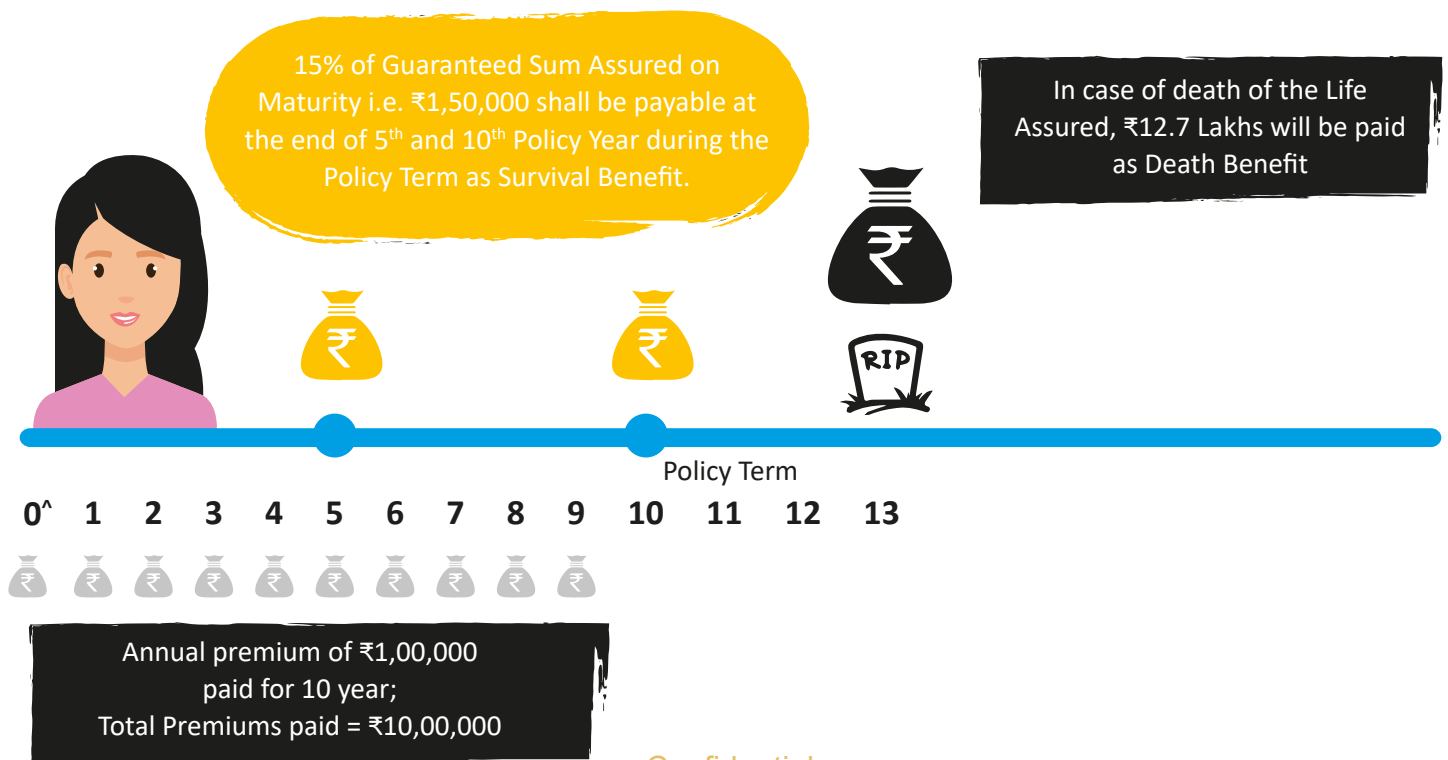 15% of Guaranteed Sum Assured on
Maturity i.e. ₹1,50,000 shall be payable at
the end of 5th and 10th Policy Year during the
Policy Term as Survival Benefit.
In case of death of the Life
Assured, ₹12.7 Lakhs will be paid
as Death Benefit
₹
₹
₹
RIP
Policy Term
0^ 1 2 3 4 5 6 7 8 9 10 11 12 13
₹ ₹ ₹ ₹ ₹ ₹ ₹ ₹ ₹ ₹
Annual premium of ₹1,00,000
paid for 10 year;
Total Premiums paid = ₹10,00,000